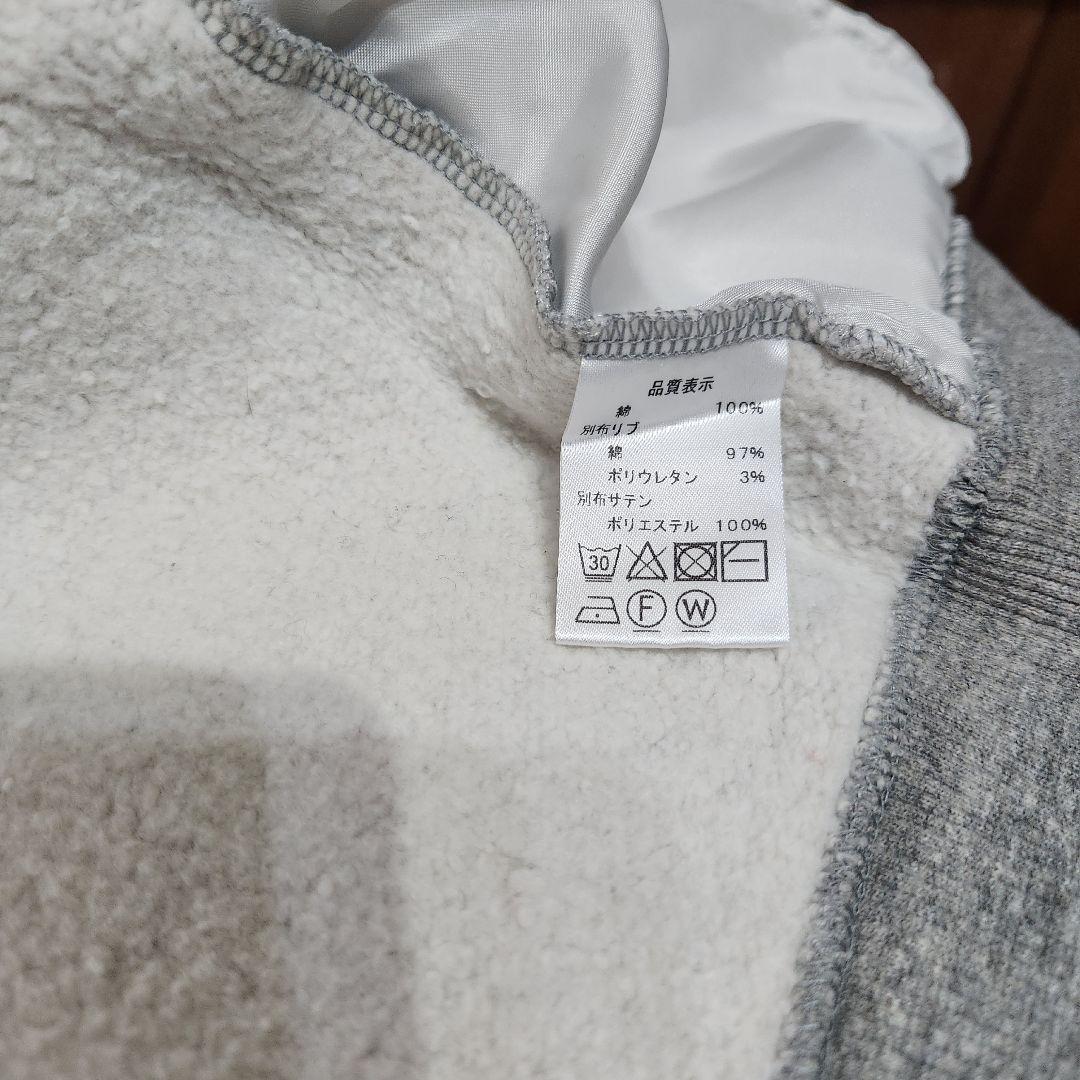 品質表示
綿 100%
別布リブ
綿 97%
ポリウレタン 3%
別布サテン
ポリエステル 100%
30
F W